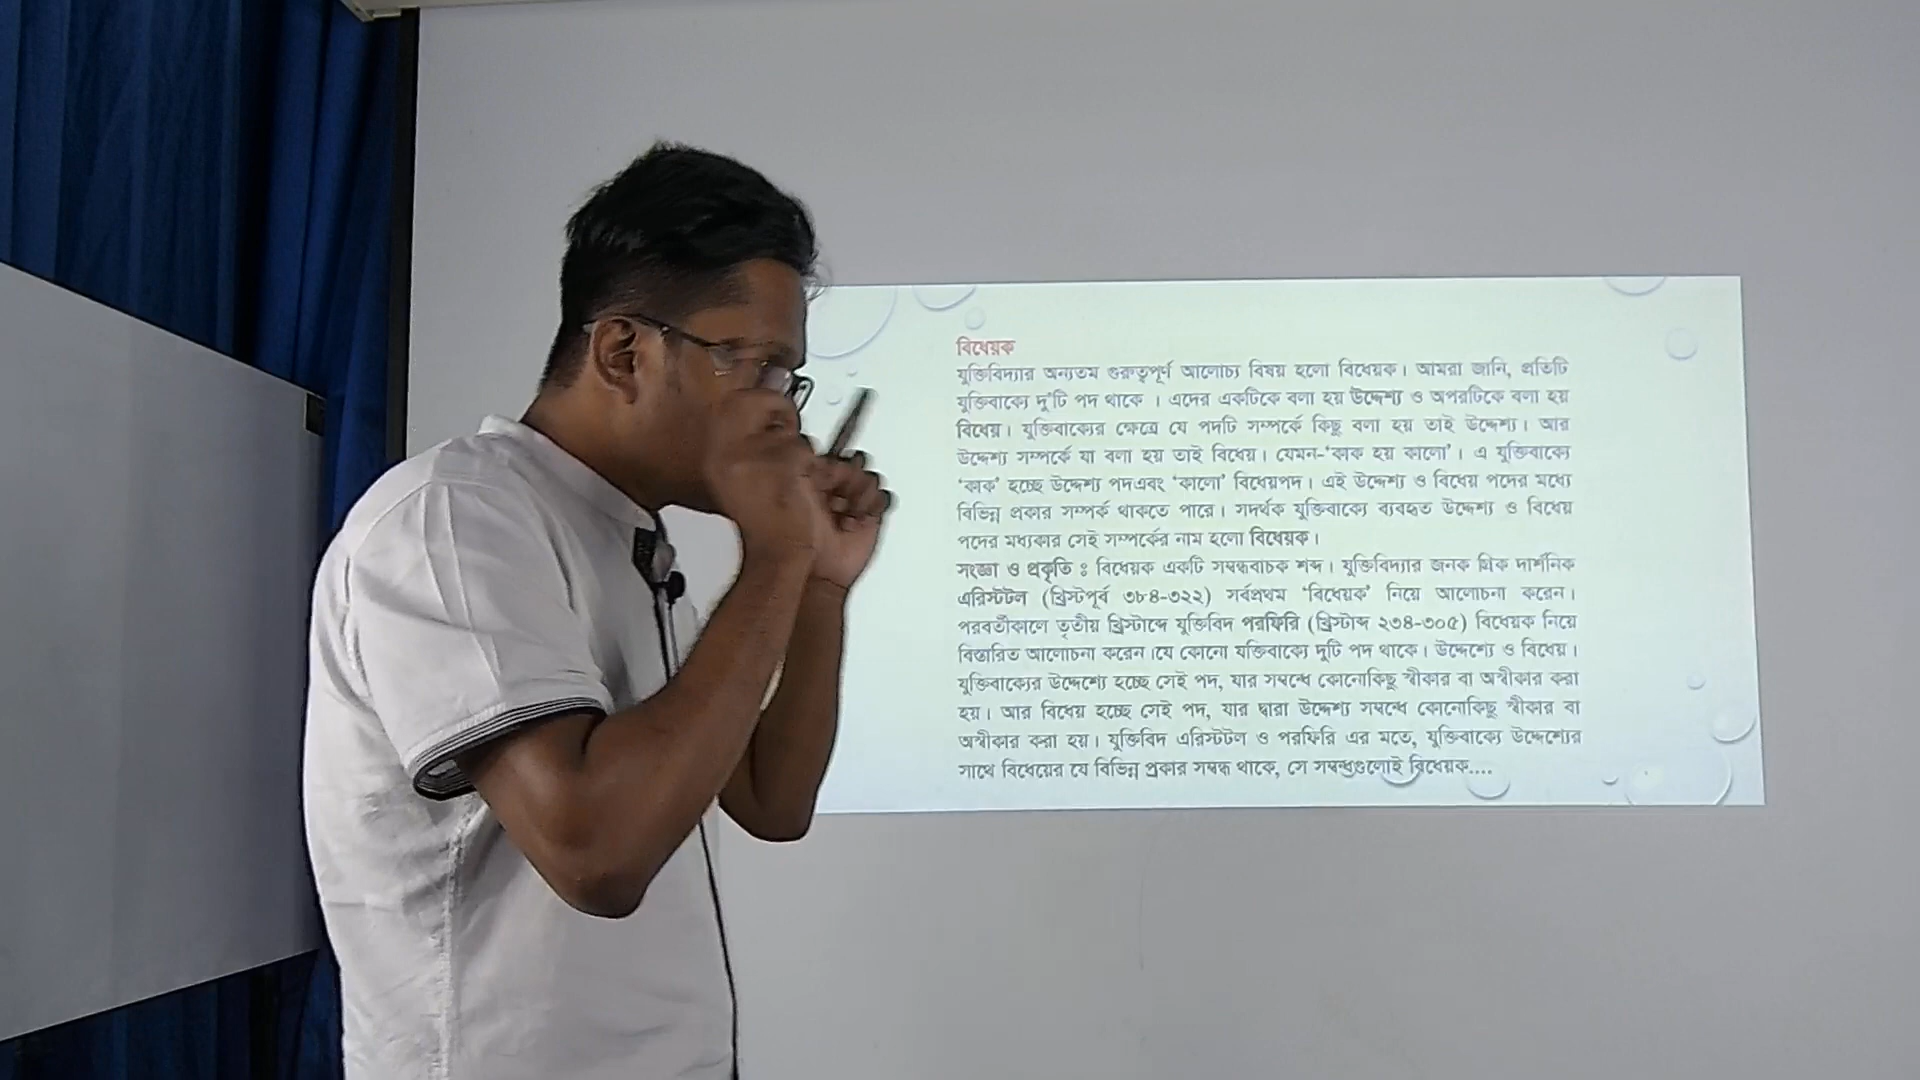 বিধেয়ক
যুক্তিবিদ্যার অন্যতম গুরুত্বপূর্ণ আলোচ্য বিষয় হলো বিধেয়ক। আমরা জানি, প্রতিটি
যুক্তিবাক্যে দু'টি পদ থাকে । এদের একটিকে বলা হয় উদ্দেশ্য ও অপরটিকে বলা হয়
বিধেয়। যুক্তিবাক্যের ক্ষেত্রে যে পদটি সম্পর্কে কিছু বলা হয় তাই উদ্দেশ্য। আর
উদ্দেশ্য সম্পর্কে যা বলা হয় তাই বিধেয়। যেমন-'কাক হয় কালো'। এ যুক্তিবাক্যে
'কাক' হচ্ছে উদ্দেশ্য পদএবং 'কালো' বিধেয়পদ। এই উদ্দেশ্য ও বিধেয় পদের মধ্যে
বিভিন্ন প্রকার সম্পর্ক থাকতে পারে। সদর্থক যুক্তিবাক্যে ব্যবহৃত উদ্দেশ্য ও বিধেয়
পদের মধ্যকার সেই সম্পর্কের নাম হলো বিধেয়ক।
সংজ্ঞা ও প্রকৃতি ঃ বিধেয়ক একটি সম্বন্ধবাচক শব্দ। যুক্তিবিদ্যার জনক গ্রিক দার্শনিক
এরিস্টটল (খ্রিস্টপূর্ব ৩৮৪-৩২২) সর্বপ্রথম 'বিধেয়ক' নিয়ে আলোচনা করেন।
পরবর্তীকালে তৃতীয় খ্রিস্টাব্দে যুক্তিবিদ পরফিরি (খ্রিস্টাব্দ ২৩৪-৩০৫) বিধেয়ক নিয়ে
বিস্তারিত আলোচনা করেন।যে কোনো যক্তিবাক্যে দুটি পদ থাকে। উদ্দেশ্যে ও বিধেয়।
যুক্তিবাক্যের উদ্দেশ্যে হচ্ছে সেই পদ, যার সম্বন্ধে কোনোকিছু স্বীকার বা অস্বীকার করা
হয়। আর বিধেয় হচ্ছে সেই পদ, যার দ্বারা উদ্দেশ্য সম্বন্ধে কোনোকিছু স্বীকার বা
অস্বীকার করা হয়। যুক্তিবিদ এরিস্টটল ও পরফিরি এর মতে, যুক্তিবাক্যে উদ্দেশ্যের
সাথে বিধেয়ের যে বিভিন্ন প্রকার সম্বন্ধ থাকে, সে সম্বন্ধগুলোই বিধেয়ক....